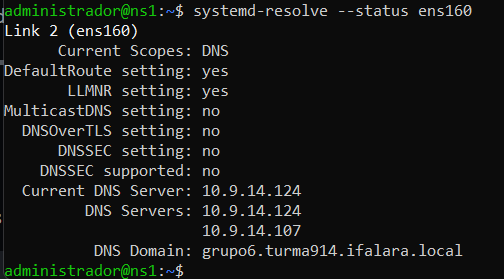 administrador@ns1:~$ systemd-resolve --status ens160
Link 2 (ens160)
Current Scopes: DNS
DefaultRoute setting: yes
LLMNR setting: yes
MulticastDNS setting: no
DNSOverTLS setting: no
DNSSEC setting: no
DNSSEC supported: no
Current DNS Server: 10.9.14.124
DNS Servers: 10.9.14.124
10.9.14.107
DNS Domain: grupo6.turma914.ifalara.local
administrador@ns1:~$